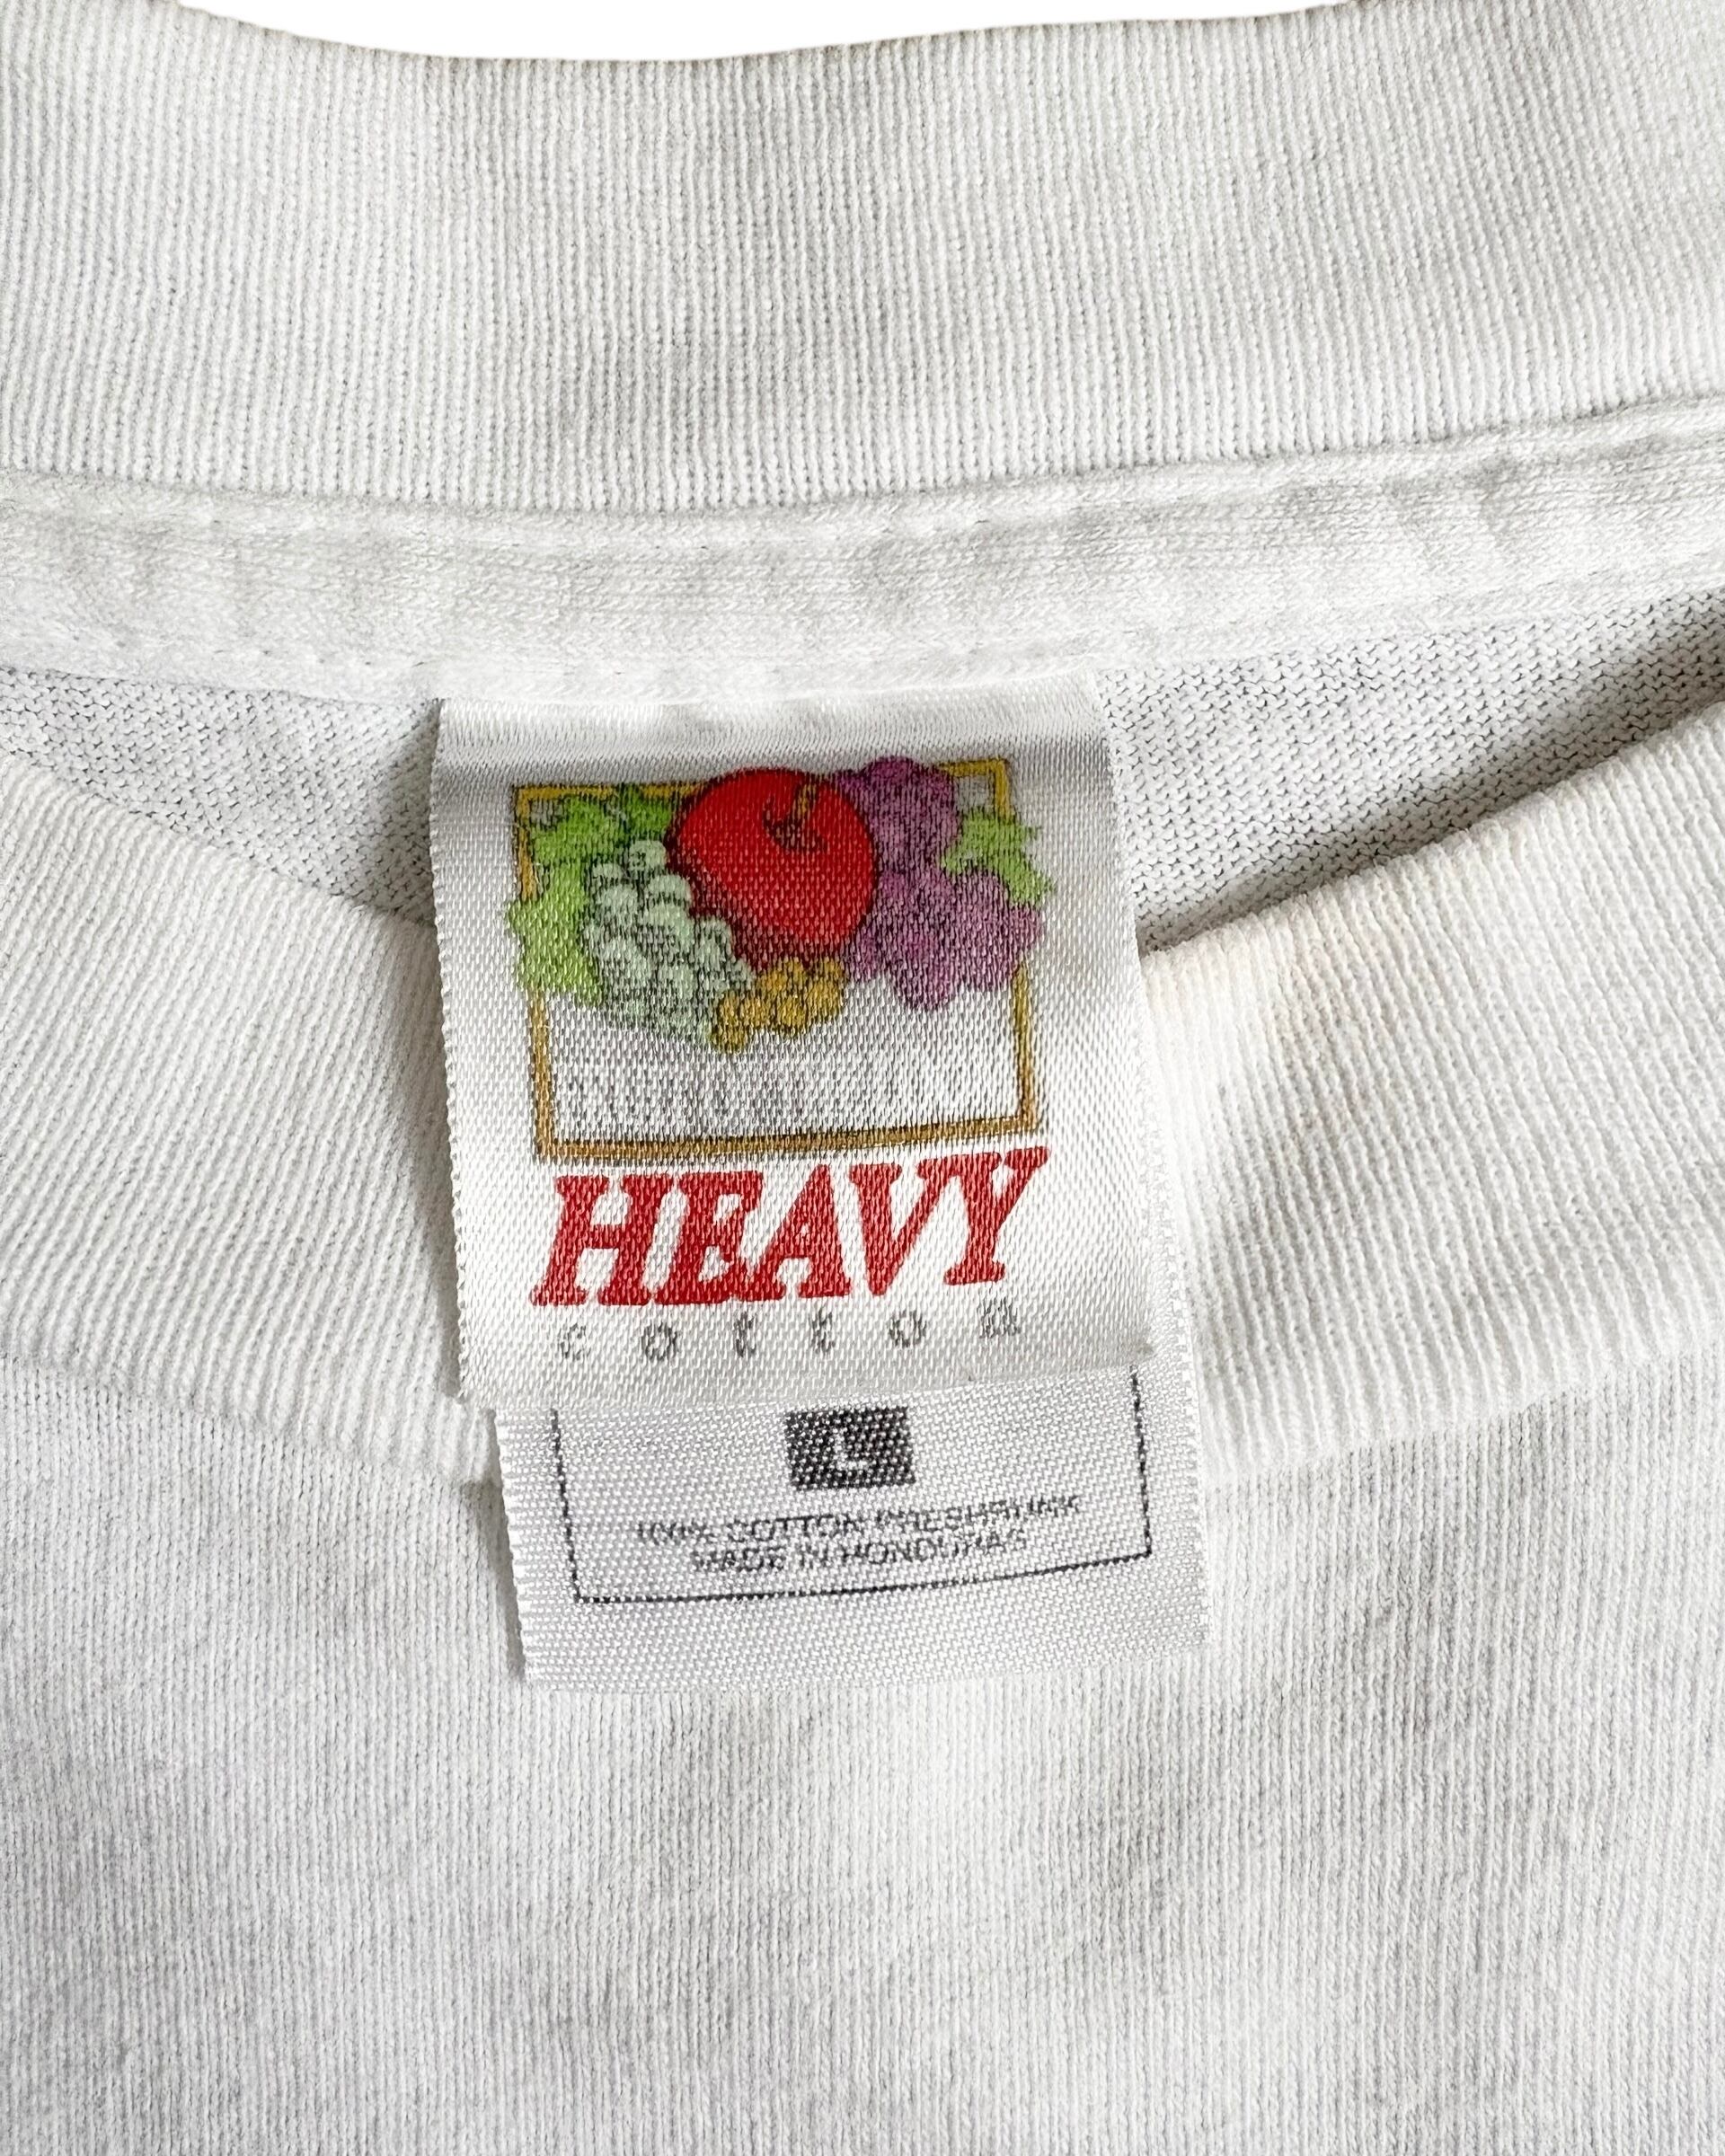 HEAVY
cotton
L
100% COTTON PRESHRUNK
MADE IN HONDURAS